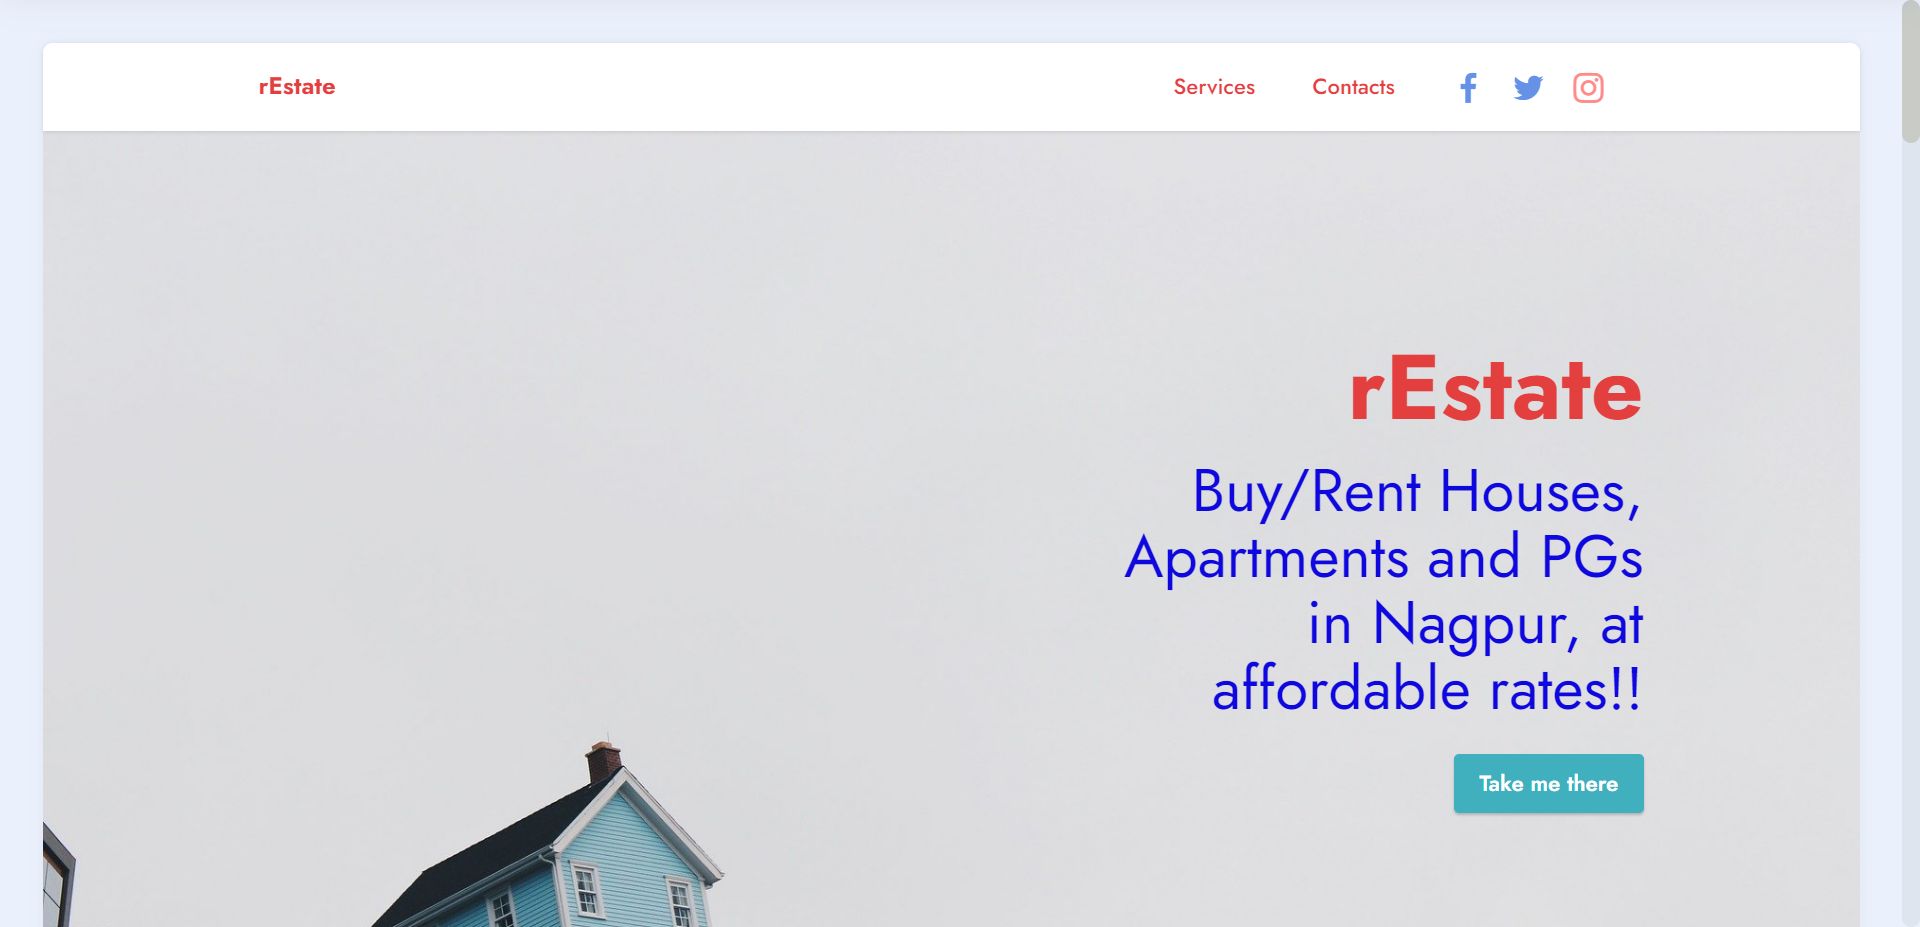 rEstate
Services
Contacts
rEstate
Buy/Rent Houses,
Apartments and PGs
in Nagpur, at
affordable rates!!
Take me there